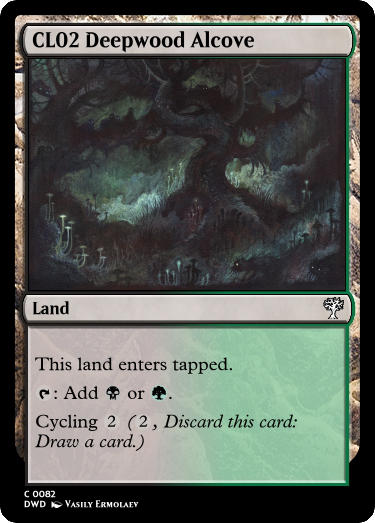 CL02 Deepwood Alcove
Land
This land enters tapped.
: Add or .
Cycling 2 (2, Discard this card:
Draw a card.)
C 0082
DWD Vasily Ermolaev